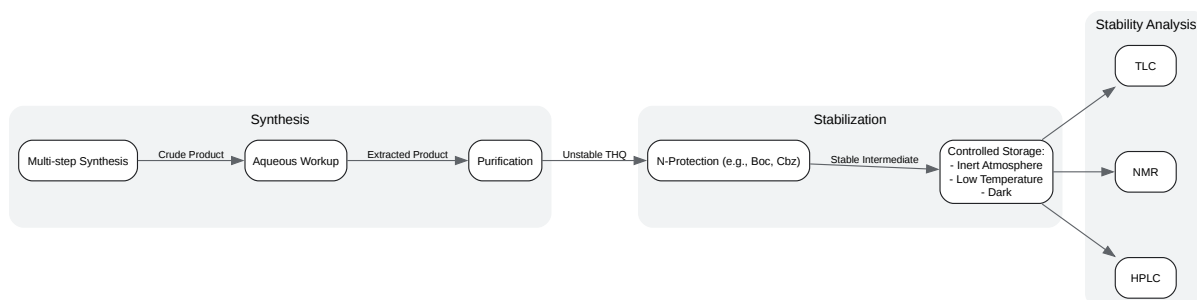 Stability Analysis
TLC
Synthesis
Stabilization
Multi-step Synthesis
Crude Product
Aqueous Workup
Extracted Product
Purification
Unstable THQ
N-Protection (e.g., Boc, Cbz)
Stable Intermediate
Controlled Storage:
- Inert Atmosphere
- Low Temperature
- Dark
NMR
HPLC